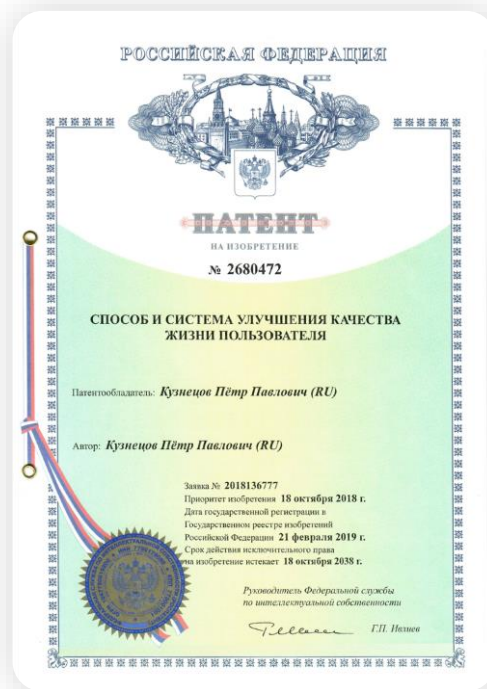 РОССИЙСКАЯ ФЕДЕРАЦИЯ
ПАТЕНТ
НА ИЗОБРЕТЕНИЕ
№ 2680472
СПОСОБ И СИСТЕМА УЛУЧШЕНИЯ КАЧЕСТВА
ЖИЗНИ ПОЛЬЗОВАТЕЛЯ
Патентообладатель: Кузнецов Пётр Павлович (RU)
Автор: Кузнецов Пётр Павлович (RU)
Заявка № 2018136777
Приоритет изобретения 18 октября 2018 г.
Дата государственной регистрации в
Государственном реестре изобретений
Российской Федерации 21 февраля 2019 г.
Срок действия исключительного права
на изобретение истекает 18 октября 2038 г.
Руководитель Федеральной службы
по интеллектуальной собственности
Г.П. Ивлиев